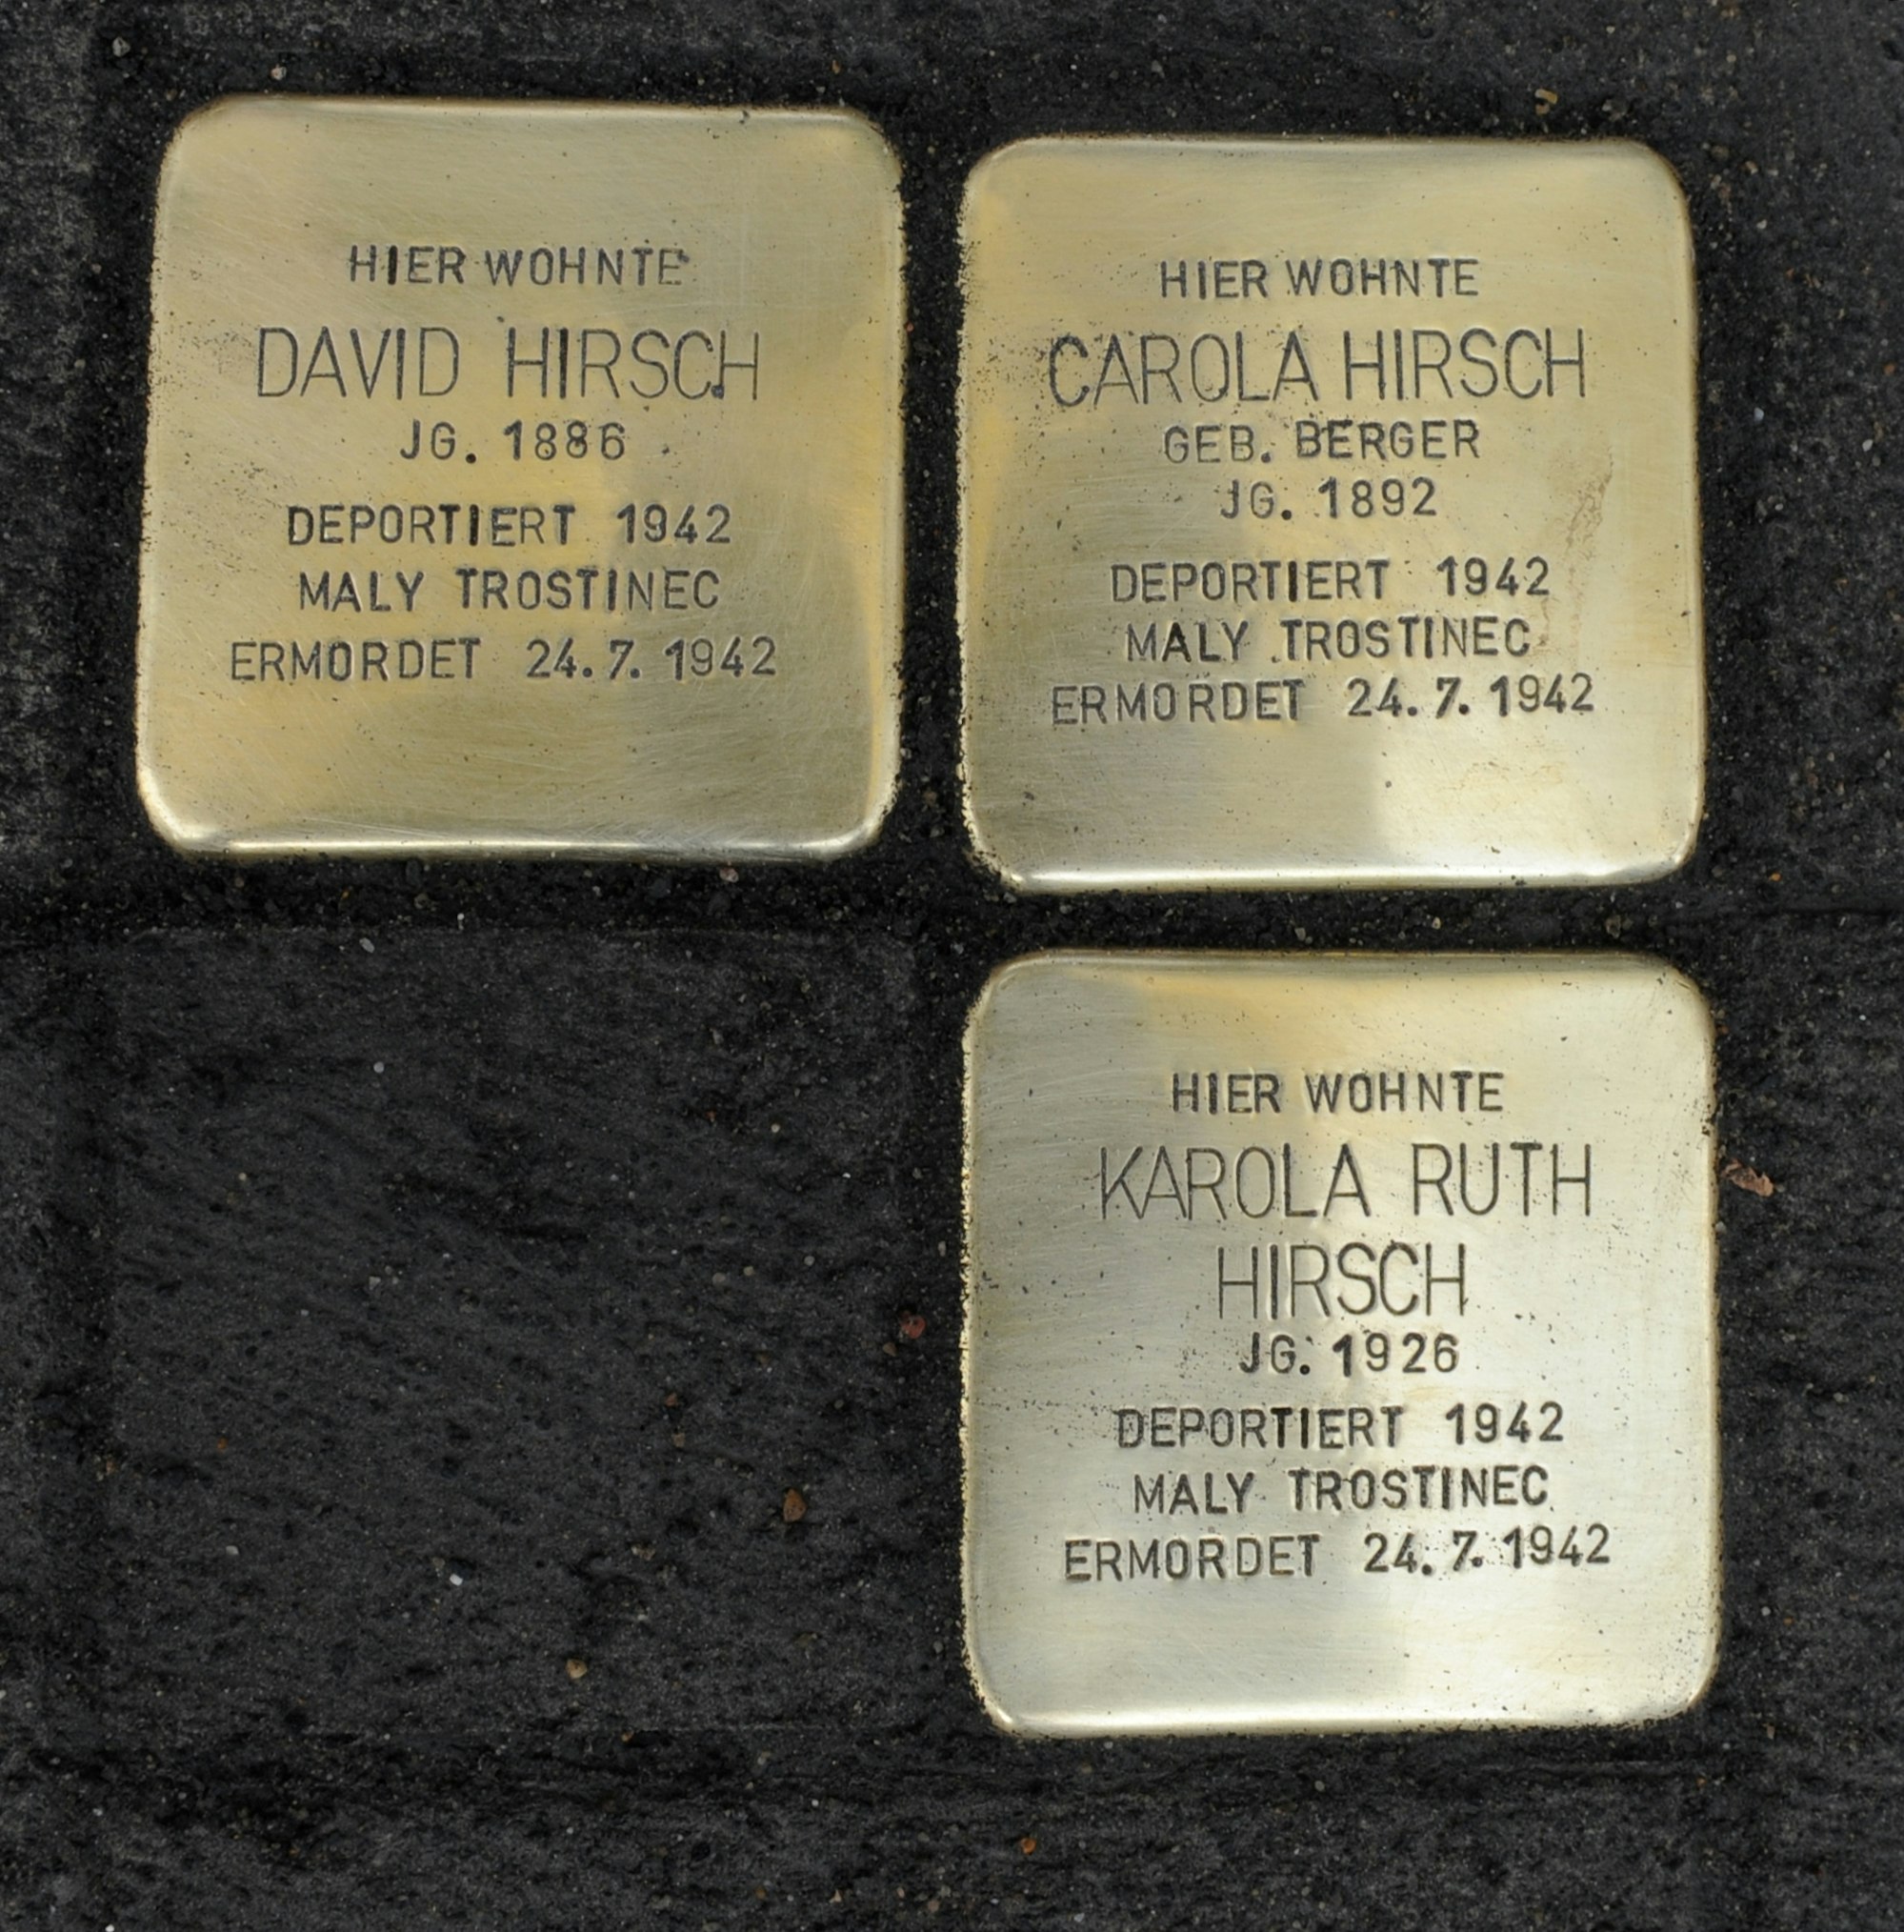 HIER WOHNTE
DAVID HIRSCH
JG. 1886
DEPORTIERT 1942
MALY TROSTINEC
ERMORDET 24.7.1942
HIER WOHNTE
CAROLA HIRSCH
GEB. BERGER
JG. 1892
DEPORTIERT 1942
MALY TROSTINEC
ERMORDET 24.7.1942
HIER WOHNTE
KAROLA RUTH
HIRSCH
JG. 1926
DEPORTIERT 1942
MALY TROSTINEC
ERMORDET 24.7.1942